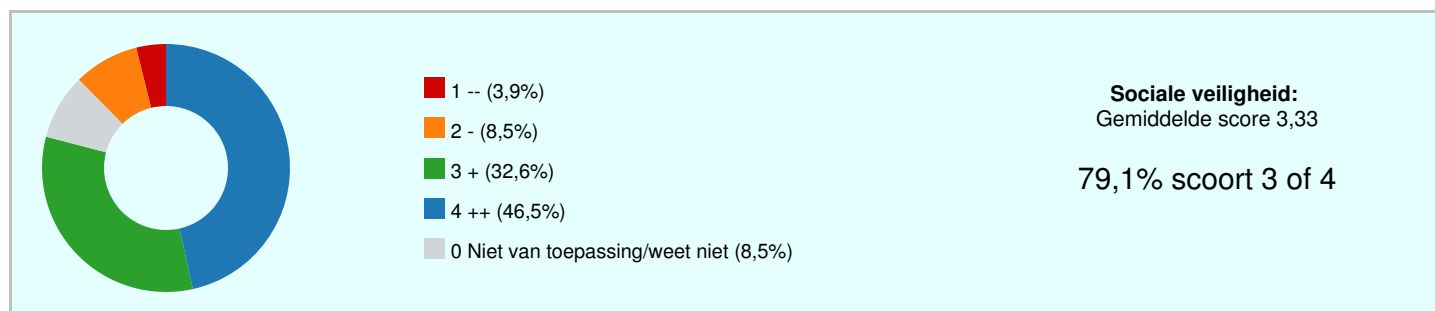 1 -- (3,9%)
2 - (8,5%)
3 + (32,6%)
4 ++ (46,5%)
0 Niet van toepassing/weet niet (8,5%)
Sociale veiligheid:
Gemiddelde score 3,33
79,1% scoort 3 of 4